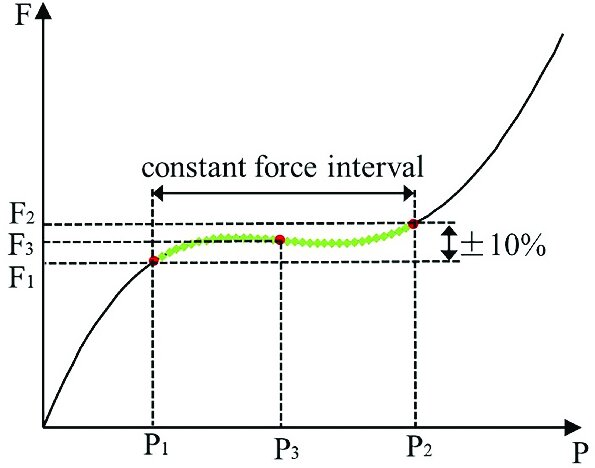 F
constant force interval
F₂
F₃
±10%
F₁
P₁
P₃
P₂
P